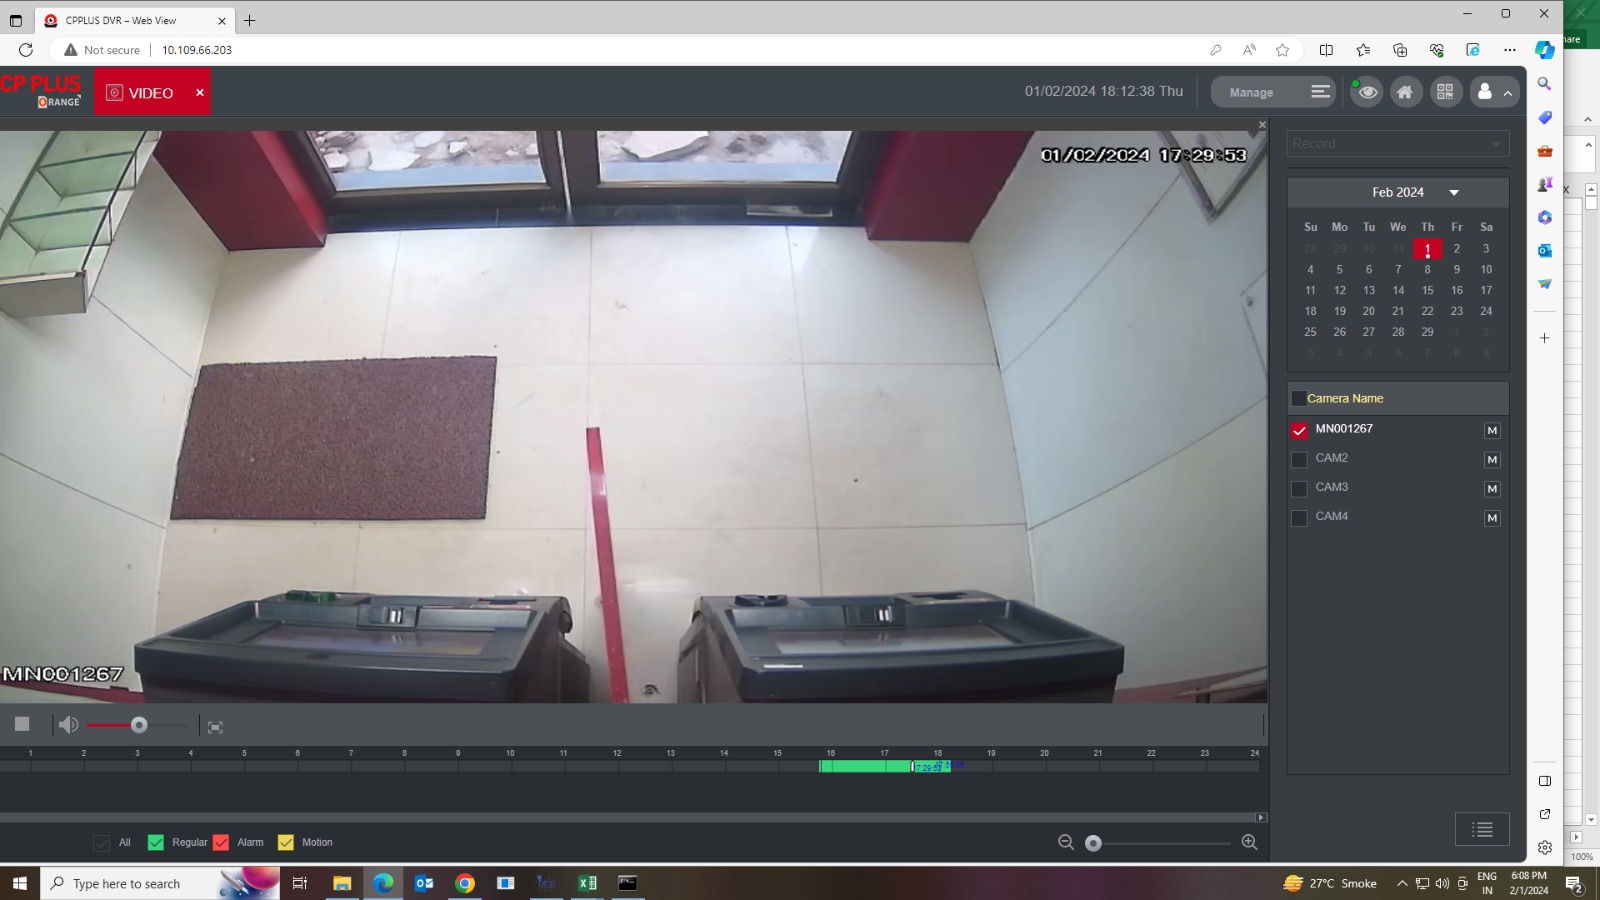 CPPLUS DVR – Web View
Not secure
10.109.66.203
hare
CP PLUS
ORANGE
VIDEO
01/02/2024 18:12:38 Thu
Manage
01/02/2024 17:29:53
MN001267
Record
Feb 2024
Su Mo Tu We Th Fr Sa
28 29 30 31 1 2 3
4 5 6 7 8 9 10
11 12 13 14 15 16 17
18 19 20 21 22 23 24
25 26 27 28 29 1 2
3 4 5 6 7 8 9
Camera Name
MN001267 M
CAM2 M
CAM3 M
CAM4 M
X
1 2 3 4 5 6 7 8 9 10 11 12 13 14 15 16 17 18 19 20 21 22 23 24
All Regular Alarm Motion
100%
Type here to search
27°C Smoke
ENG
IN
6:08 PM
2/1/2024
2